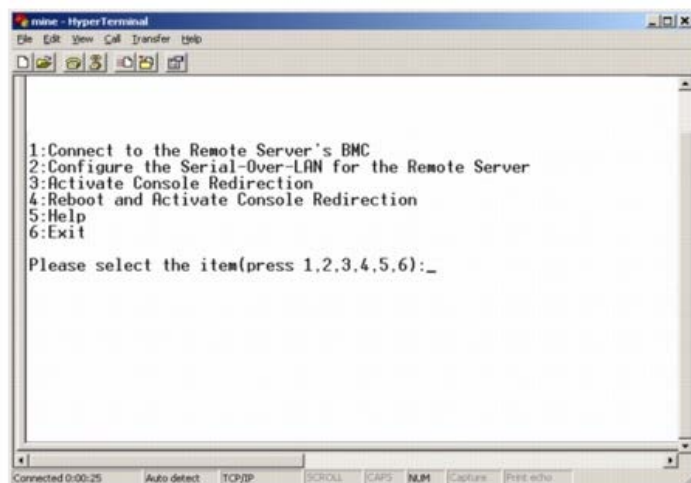 mine - HyperTerminal
File Edit View Call Transfer Help
1:Connect to the Remote Server's BMC
2:Configure the Serial-Over-LAN for the Remote Server
3:Activate Console Redirection
4:Reboot and Activate Console Redirection
5:Help
6:Exit
Please select the item(press 1,2,3,4,5,6):_
Connected 0:00:25 Auto detect TCP/IP SCROLL CAPS NUM Capture Print echo